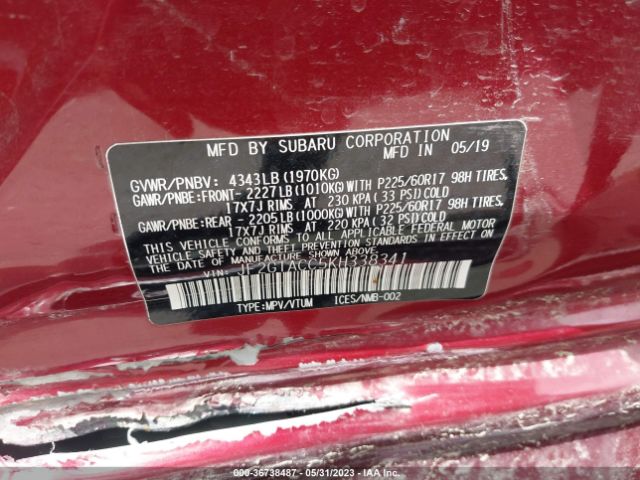 MFD BY SUBARU CORPORATION
MFD IN 05/19
GVWR/PNBV: 4343LB (1970KG)
GAWR/PNBE:FRONT- 2227LB (1010KG) WITH P225/60R17 98H TIRES.
17X7J RIMS AT 230 KPA (33 PSI) COLD
GAWR/PNBE:REAR - 2205LB (1000KG) WITH P225/60R17 98H TIRES,
17X7J RIMS, AT 220 KPA (32 PSI) COLD
THIS VEHICLE CONFORMS TO ALL APPLICABLE FEDERAL MOTOR
VEHICLE SAFETY, BUMPER, AND THEFT PREVENTION STANDARDS
IN EFFECT ON THE DATE OF MANUFACTURE SHOWN ABOVE.
VIN: JF2GTACC5KH338341
TYPE:MPV/VTUM ICES/NMB-002
000-36738487 - 05/31/2023 - IAA Inc.